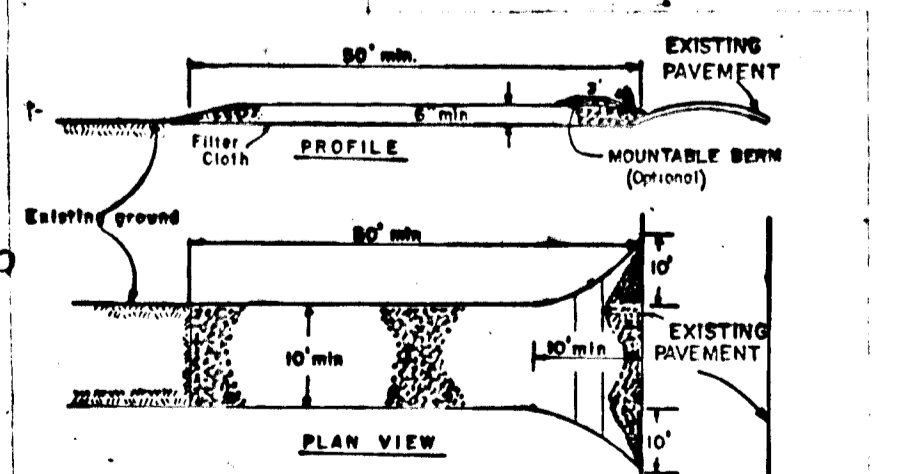 50' min.
EXISTING
PAVEMENT
3'
6" min
Filter
Cloth
PROFILE
MOUNTABLE BERM
(Optional)
Existing ground
50' min
10'
10' min
10' min
EXISTING
PAVEMENT
10'
PLAN VIEW